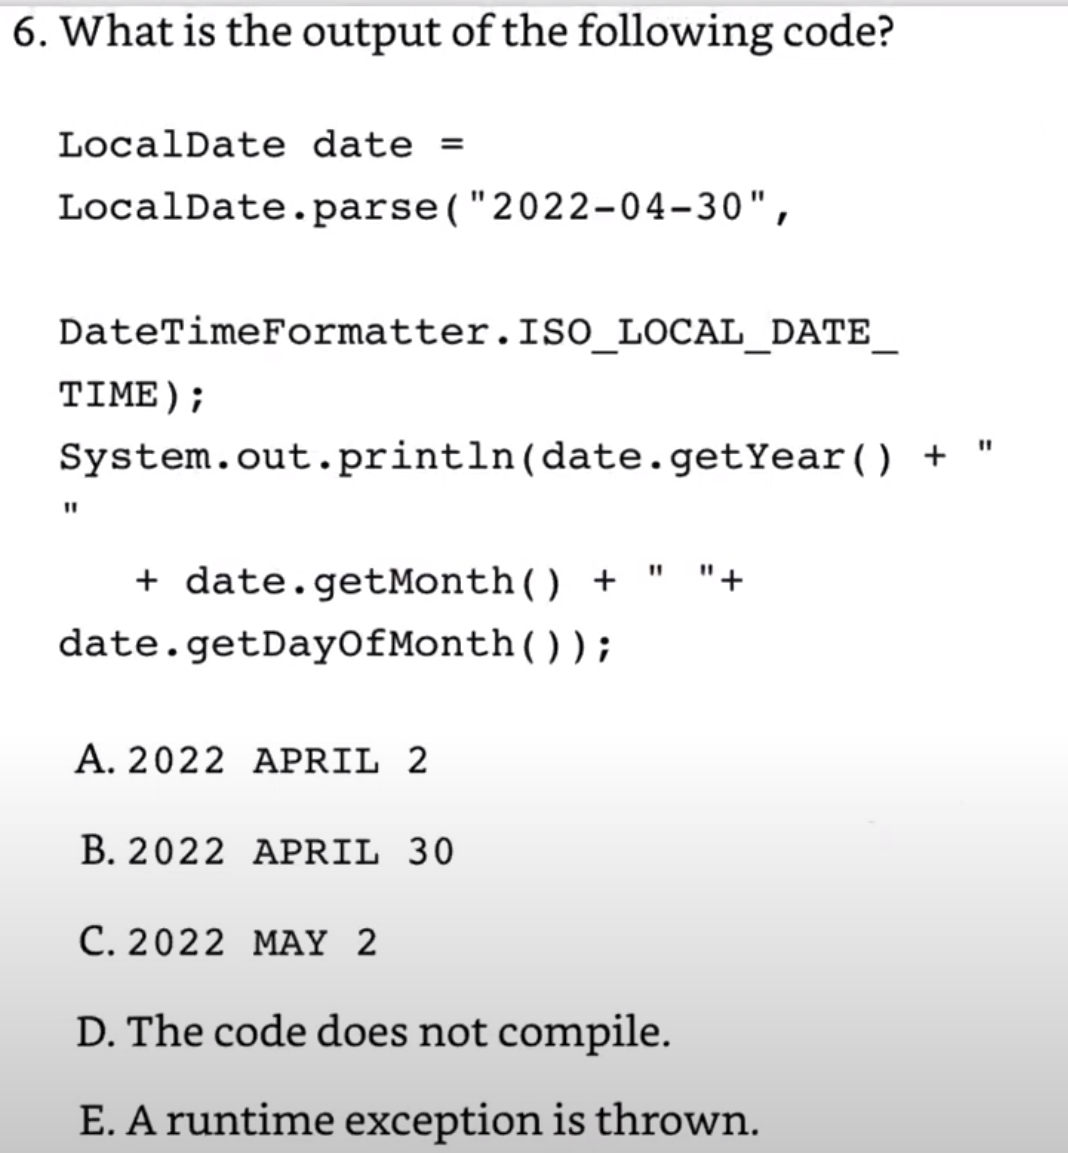 6. What is the output of the following code?
LocalDate date =
LocalDate.parse("2022-04-30",
DateTimeFormatter.ISO_LOCAL_DATE_
TIME);
System.out.println(date.getYear() + "
"
+ date.getMonth() + " "+
date.getDayOfMonth());
A. 2022 APRIL 2
B. 2022 APRIL 30
C. 2022 MAY 2
D. The code does not compile.
E. A runtime exception is thrown.